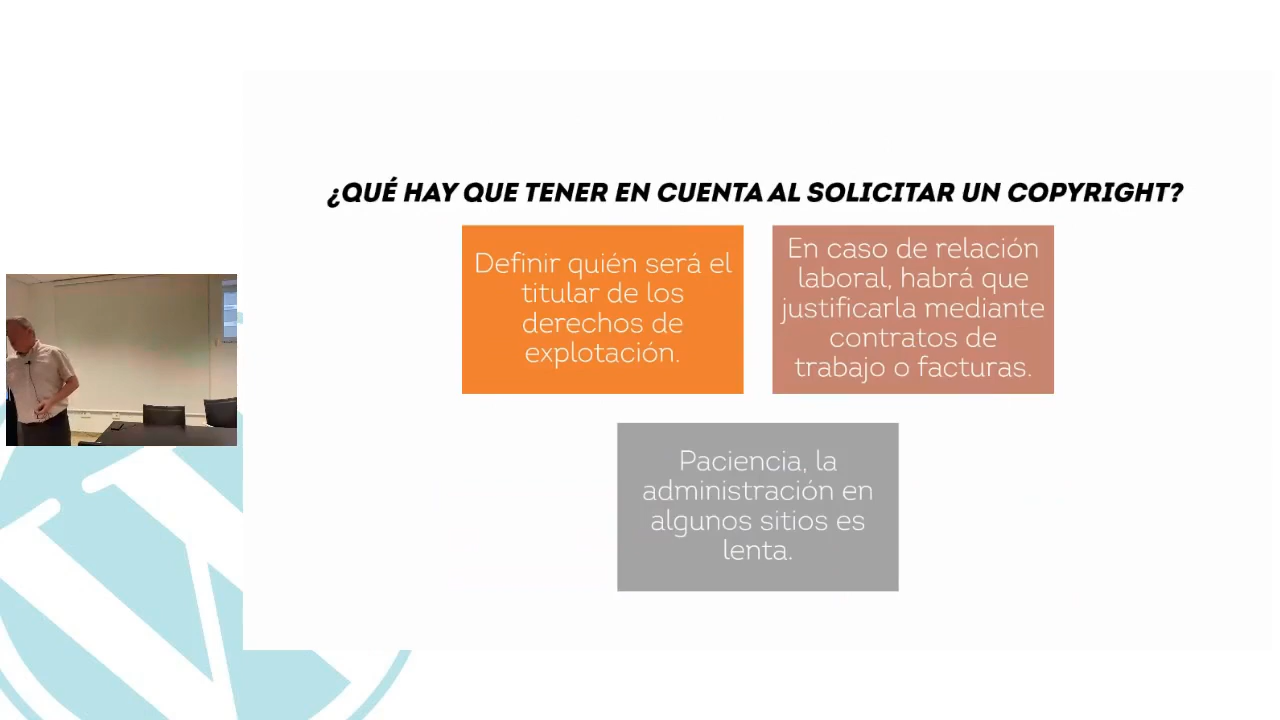 ¿QUÉ HAY QUE TENER EN CUENTA AL SOLICITAR UN COPYRIGHT?
Definir quién será el
titular de los
derechos de
explotación.
En caso de relación
laboral, habrá que
justificarla mediante
contratos de
trabajo o facturas.
Paciencia, la
administración en
algunos sitios es
lenta.